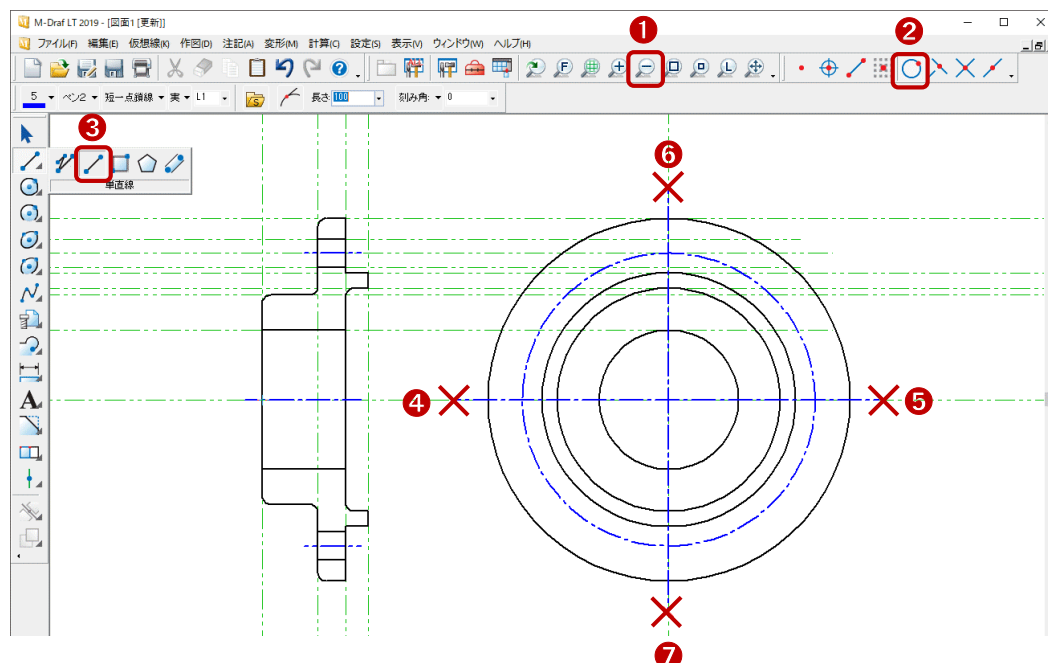 M-Draf LT 2019 - [図面1 [更新]]
❶
❷
ファイル(F) 編集(E) 仮想線(K) 作図(D) 注記(A) 変形(M) 計算(C) 設定(S) 表示(V) ウィンドウ(W) ヘルプ(H)
F L
5 ペン2 短一点鎖線 実 L1 S 長さ 100 刻み角: 0
❸
単直線
❻
❹ ❺
A
❼